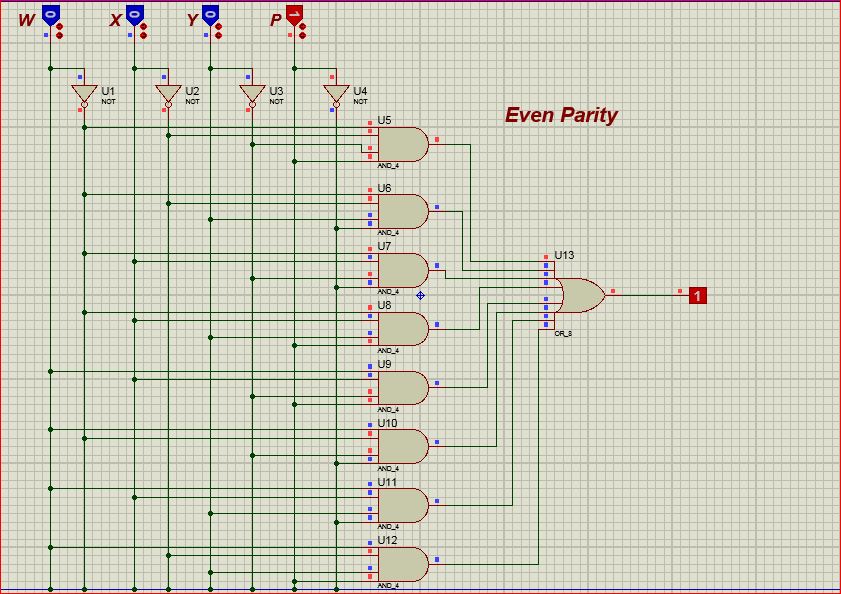 W 0 X 0 Y 0 P 1
U1 NOT U2 NOT U3 NOT U4 NOT
Even Parity
U5
AND_4
U6
AND_4
U7
AND_4
U13
OR_8
1
U8
AND_4
U9
AND_4
U10
AND_4
U11
AND_4
U12
AND_4